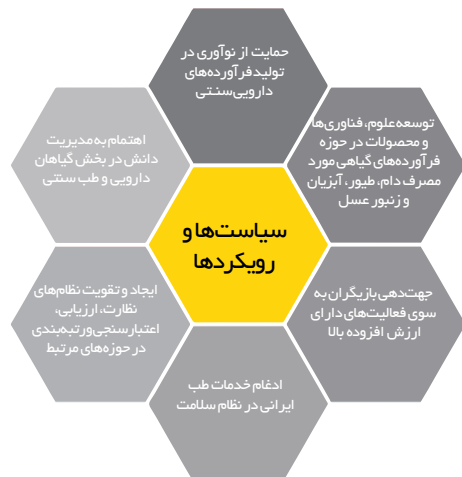 حمایت از نوآوری در
تولید فرآورده‌های
دارویی سنتی
توسعه علوم، فناوری‌ها
و محصولات در حوزه
فرآورده‌های گیاهی مورد
مصرف دام، طیور، آبزیان
و زنبور عسل
جهت‌دهی بازیگران به
سوی فعالیت‌های دارای
ارزش افزوده بالا
ادغام خدمات طب
ایرانی در نظام سلامت
ایجاد و تقویت نظام‌های
نظارت، ارزیابی،
اعتبارسنجی و رتبه‌بندی
در حوزه‌های مرتبط
اهتمام به مدیریت
دانش در بخش گیاهان
دارویی و طب سنتی
سیاست‌ها و
رویکردها